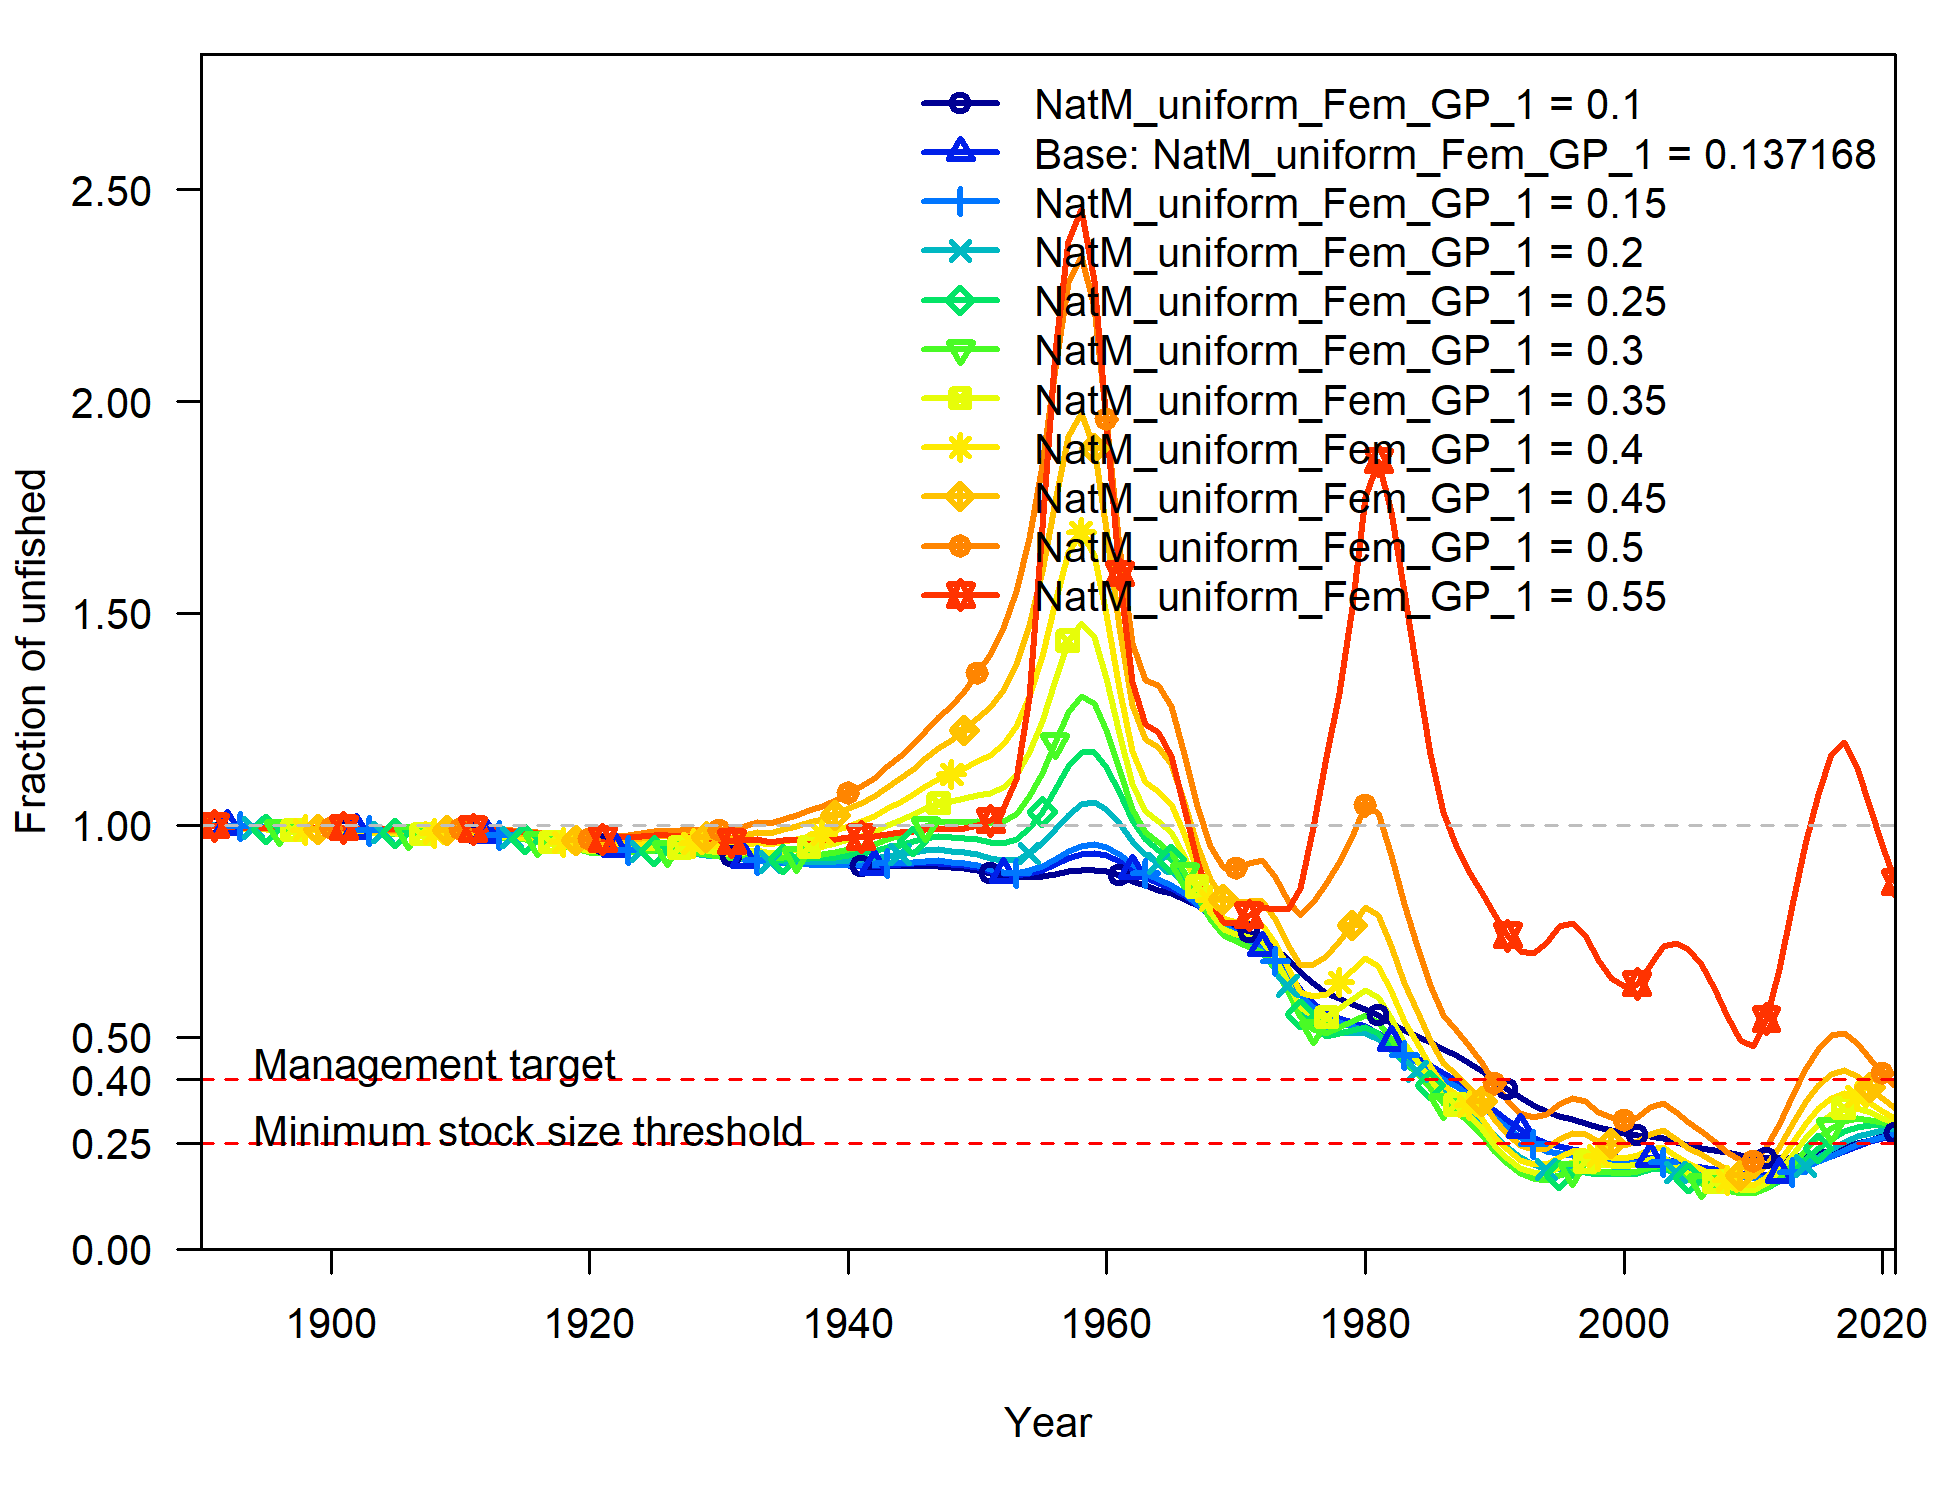 NatM_uniform_Fem_GP_1 = 0.1
Base: NatM_uniform_Fem_GP_1 = 0.137168
NatM_uniform_Fem_GP_1 = 0.15
NatM_uniform_Fem_GP_1 = 0.2
NatM_uniform_Fem_GP_1 = 0.25
NatM_uniform_Fem_GP_1 = 0.3
NatM_uniform_Fem_GP_1 = 0.35
NatM_uniform_Fem_GP_1 = 0.4
NatM_uniform_Fem_GP_1 = 0.45
NatM_uniform_Fem_GP_1 = 0.5
NatM_uniform_Fem_GP_1 = 0.55
Fraction of unfished
2.50
2.00
1.50
1.00
0.50
0.40
0.25
0.00
Management target
Minimum stock size threshold
1900 1920 1940 1960 1980 2000 2020
Year